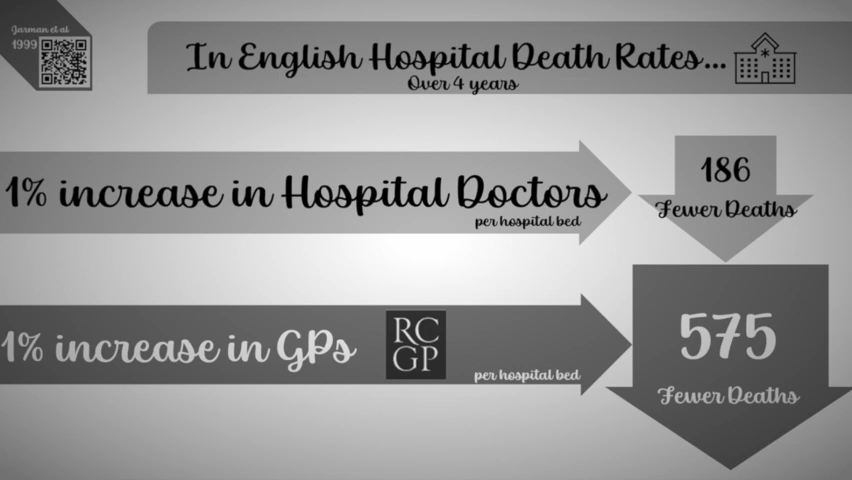 Jarman et al
1999
In English Hospital Death Rates...
Over 4 years
1% increase in Hospital Doctors
per hospital bed
186
Fewer Deaths
1% increase in GPs
RC
GP
per hospital bed
575
Fewer Deaths